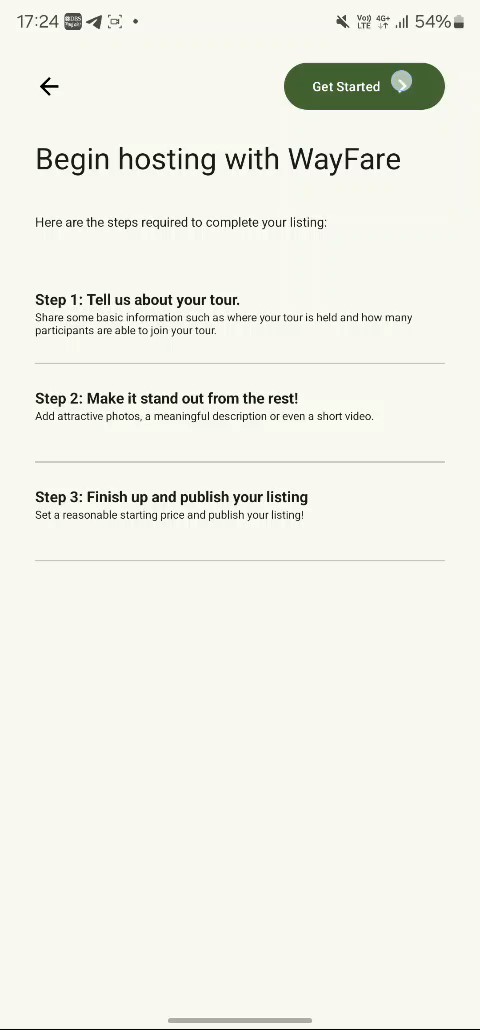 17:24
54%
Vo))
LTE
4G+
Get Started
Begin hosting with WayFare
Here are the steps required to complete your listing:
Step 1: Tell us about your tour.
Share some basic information such as where your tour is held and how many
participants are able to join your tour.
Step 2: Make it stand out from the rest!
Add attractive photos, a meaningful description or even a short video.
Step 3: Finish up and publish your listing
Set a reasonable starting price and publish your listing!